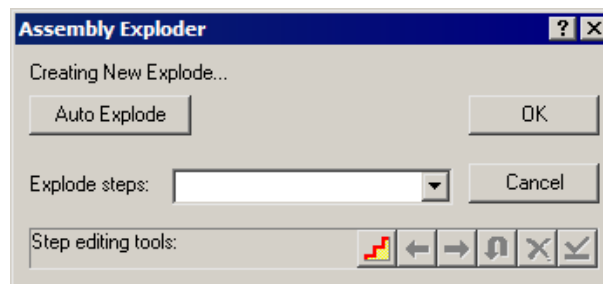 Assembly Exploder
Creating New Explode...
Auto Explode
OK
Explode steps:
Cancel
Step editing tools: